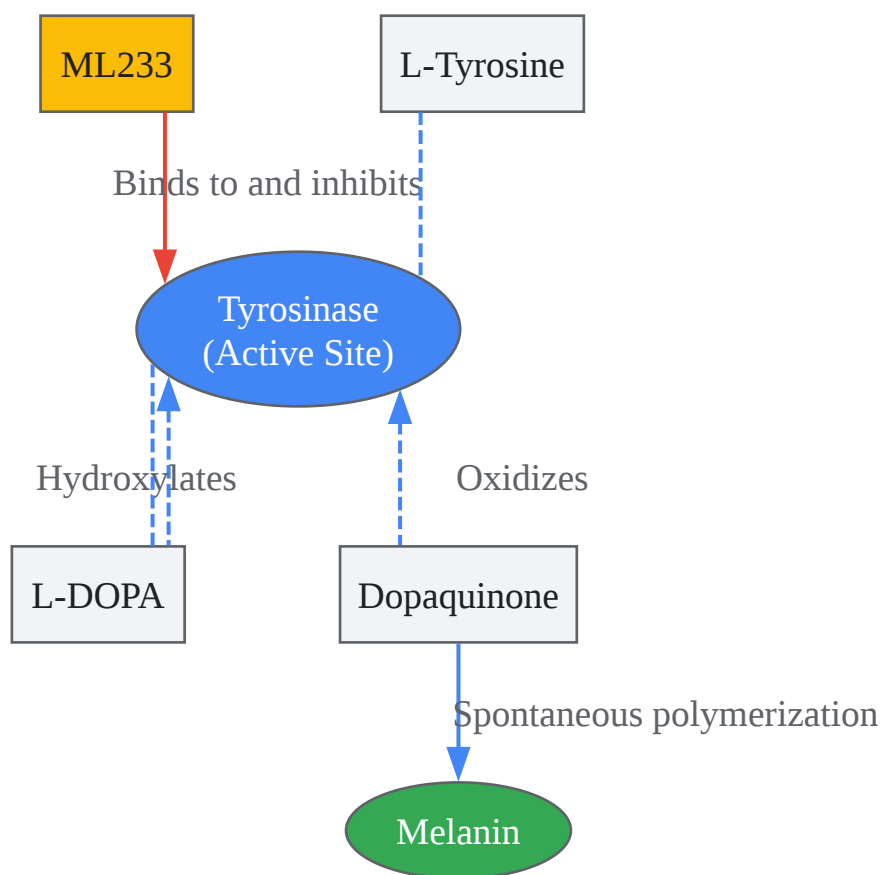 ML233
L-Tyrosine
Binds to and inhibits
Tyrosinase
(Active Site)
Hydroxylates
Oxidizes
L-DOPA
Dopaquinone
Spontaneous polymerization
Melanin